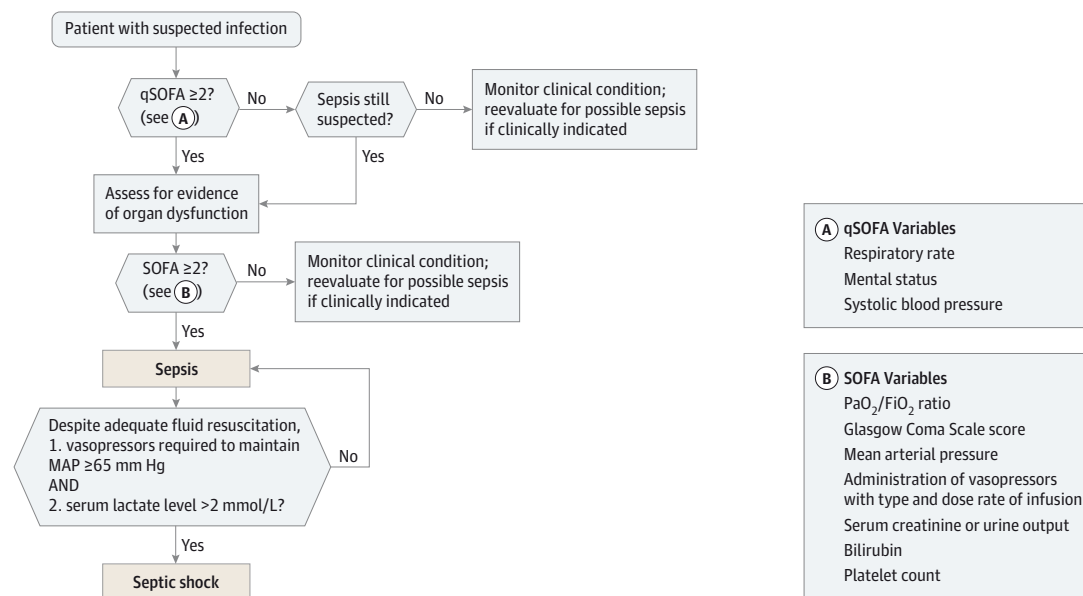 Patient with suspected infection
qSOFA ≥2?
(see A)
No
Sepsis still
suspected?
No
Monitor clinical condition;
reevaluate for possible sepsis
if clinically indicated
Yes
Yes
Assess for evidence
of organ dysfunction
SOFA ≥2?
(see B)
No
Monitor clinical condition;
reevaluate for possible sepsis
if clinically indicated
Yes
Sepsis
Despite adequate fluid resuscitation,
1. vasopressors required to maintain
MAP ≥65 mm Hg
AND
2. serum lactate level >2 mmol/L?
No
Yes
Septic shock
A qSOFA Variables
Respiratory rate
Mental status
Systolic blood pressure
B SOFA Variables
PaO2/FiO2 ratio
Glasgow Coma Scale score
Mean arterial pressure
Administration of vasopressors
with type and dose rate of infusion
Serum creatinine or urine output
Bilirubin
Platelet count